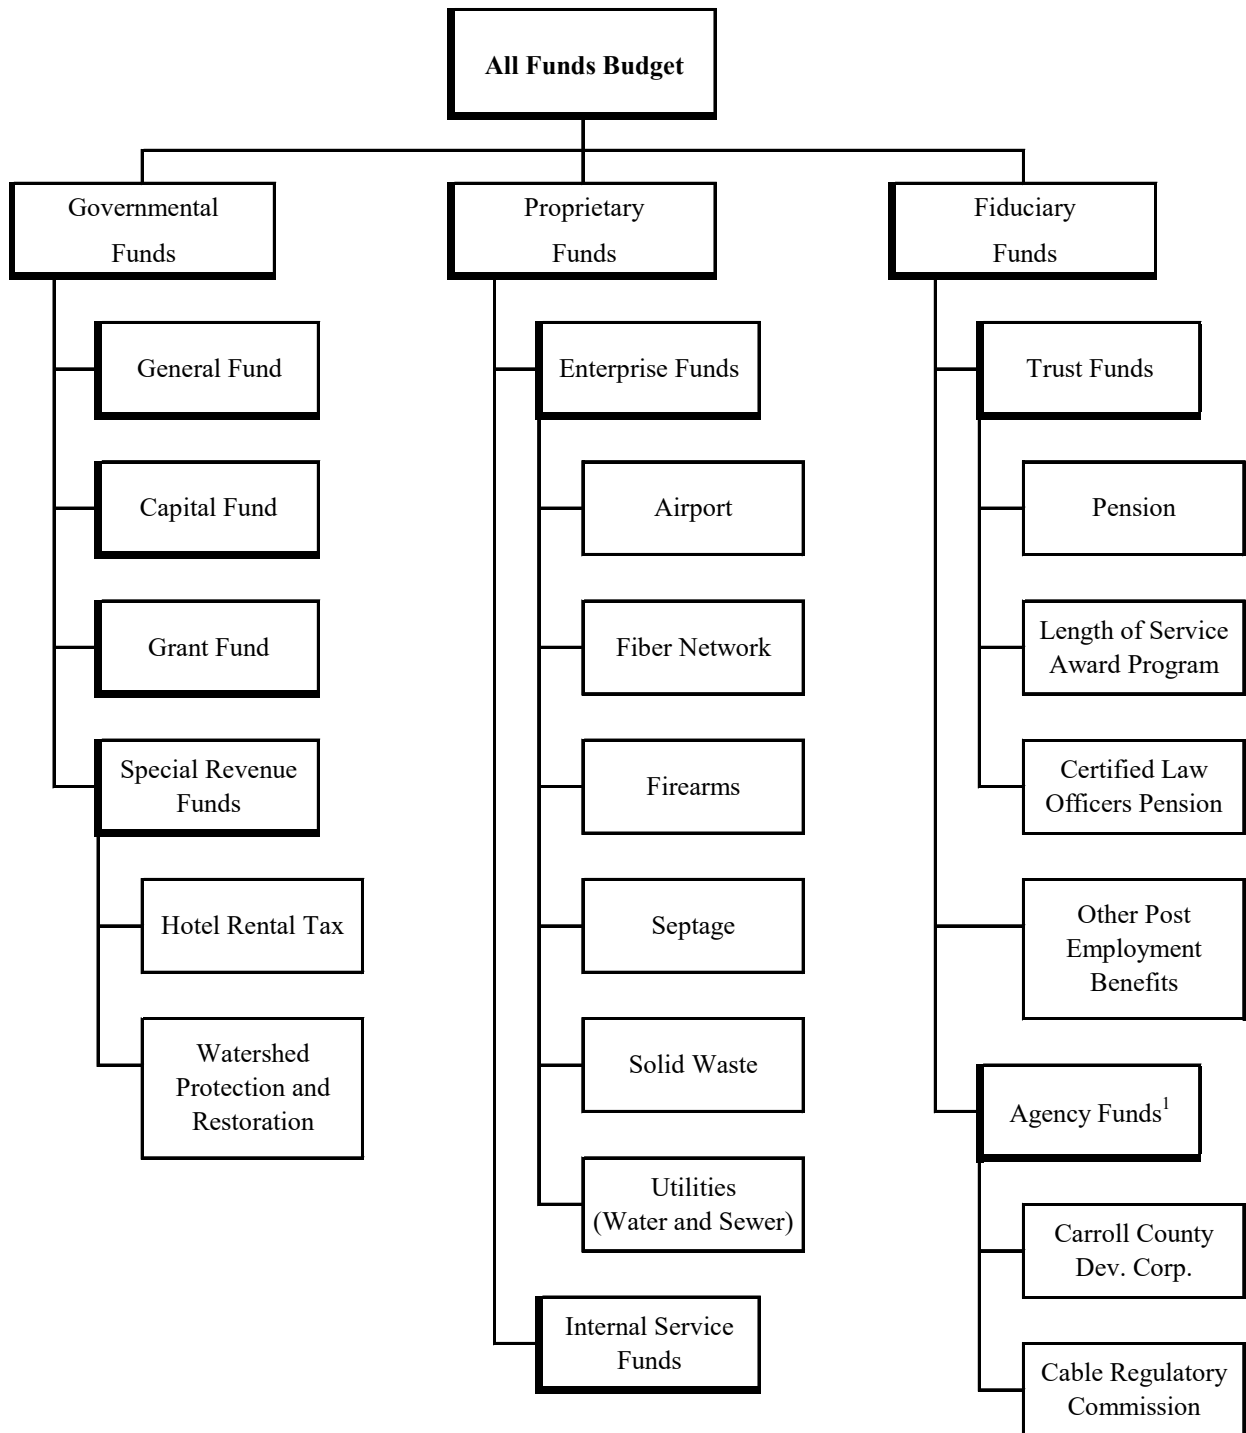 All Funds Budget
Governmental
Funds
Proprietary
Funds
Fiduciary
Funds
General Fund
Capital Fund
Grant Fund
Special Revenue
Funds
Hotel Rental Tax
Watershed
Protection and
Restoration
Enterprise Funds
Airport
Fiber Network
Firearms
Septage
Solid Waste
Utilities
(Water and Sewer)
Internal Service
Funds
Trust Funds
Pension
Length of Service
Award Program
Certified Law
Officers Pension
Other Post
Employment
Benefits
Agency Funds¹
Carroll County
Dev. Corp.
Cable Regulatory
Commission